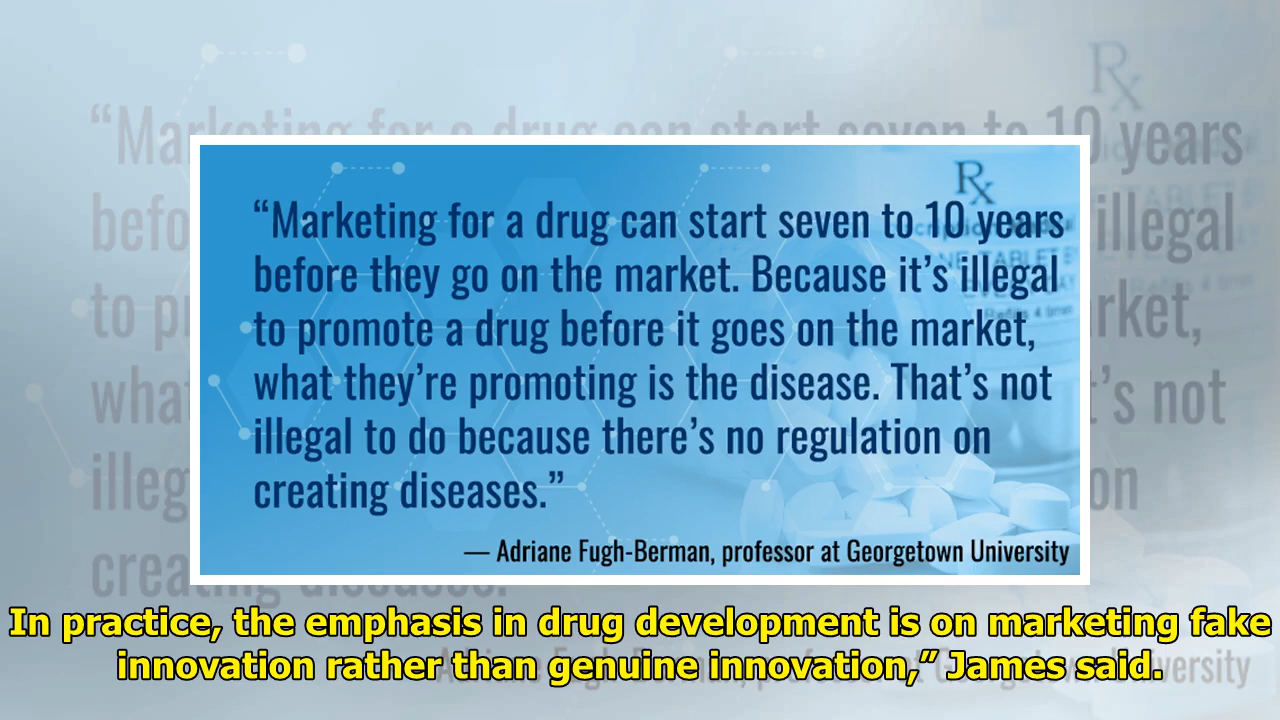 “Marketing for a drug can start seven to 10 years
before they go on the market. Because it’s illegal
to promote a drug before it goes on the market,
what they’re promoting is the disease. That’s not
illegal to do because there’s no regulation on
creating diseases.”
— Adriane Fugh-Berman, professor at Georgetown University
In practice, the emphasis in drug development is on marketing fake
innovation rather than genuine innovation,” James said.